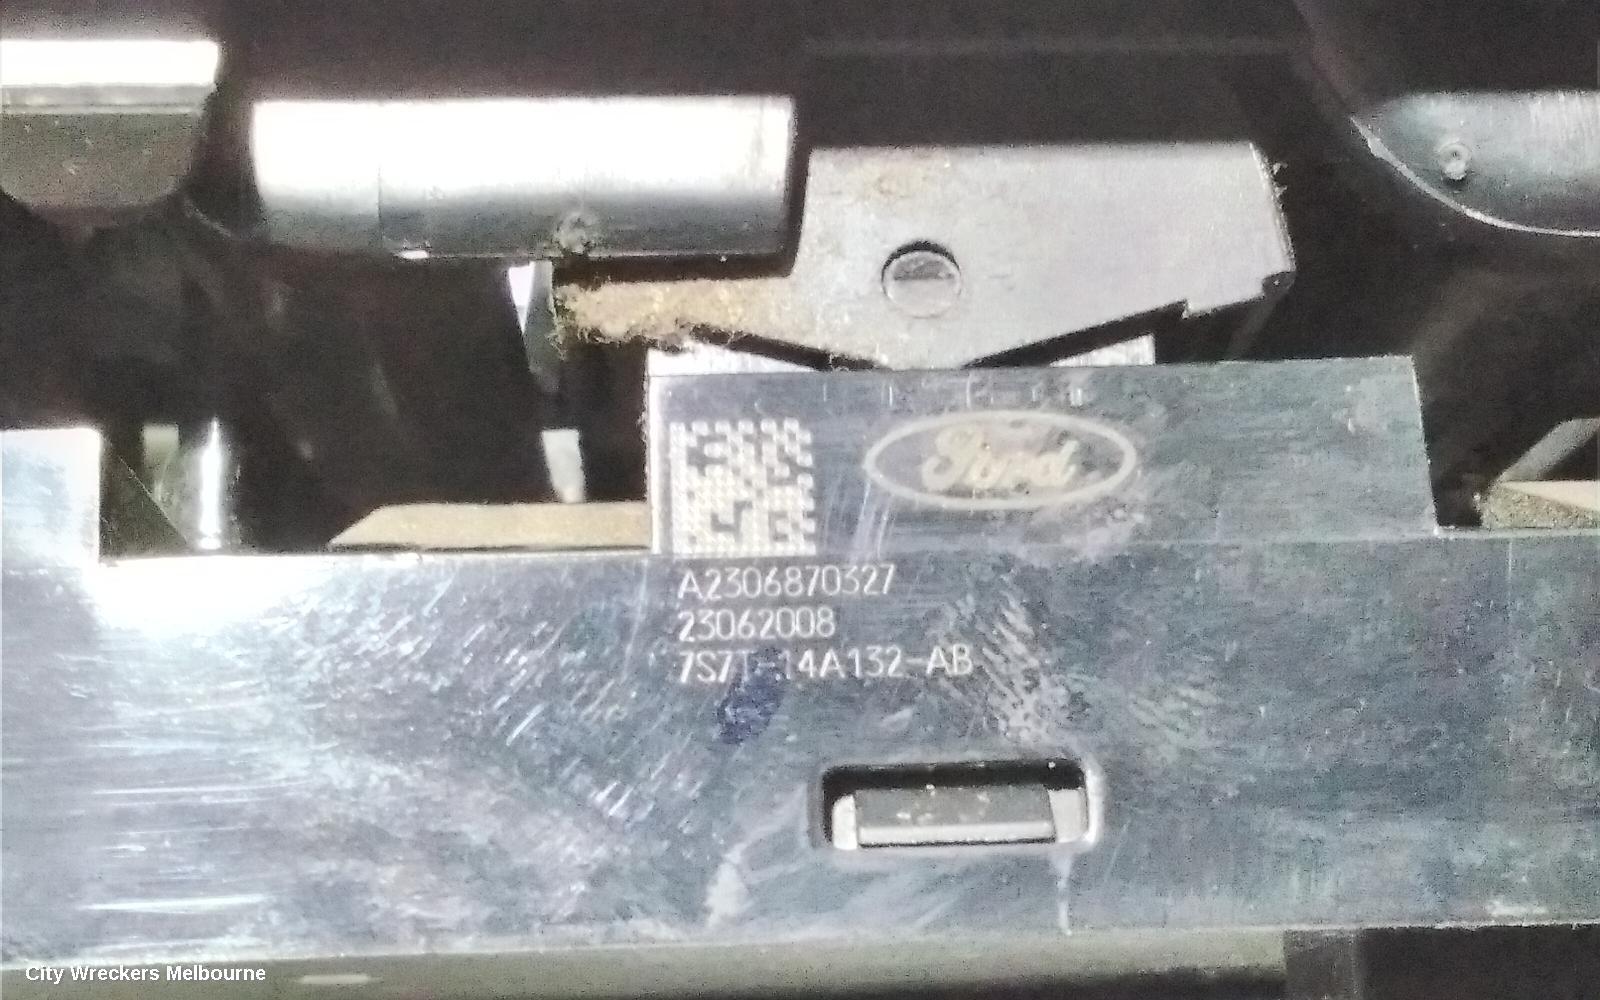 Ford
A2306870327
23062008
7S7T-14A132-AB
City Wreckers Melbourne